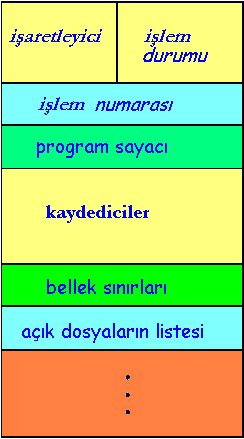 işaretleyici
işlem
durumu
işlem numarası
program sayacı
kaydediciler
bellek sınırları
açık dosyaların listesi